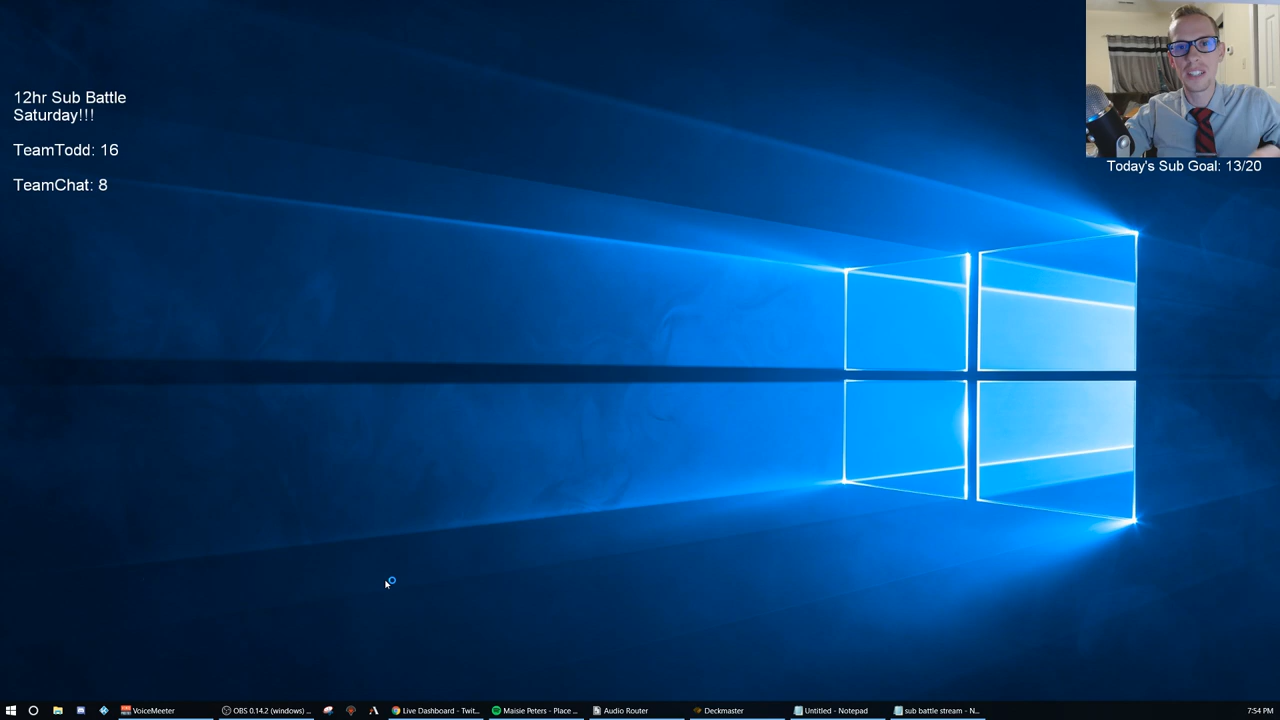 12hr Sub Battle
Saturday!!!
TeamTodd: 16
TeamChat: 8
Today's Sub Goal: 13/20
VoiceMeeter
OBS 0.14.2 (windows) ...
Live Dashboard - Twit...
Maisie Peters - Place ...
Audio Router
Deckmaster
Untitled - Notepad
sub battle stream - N...
7:54 PM